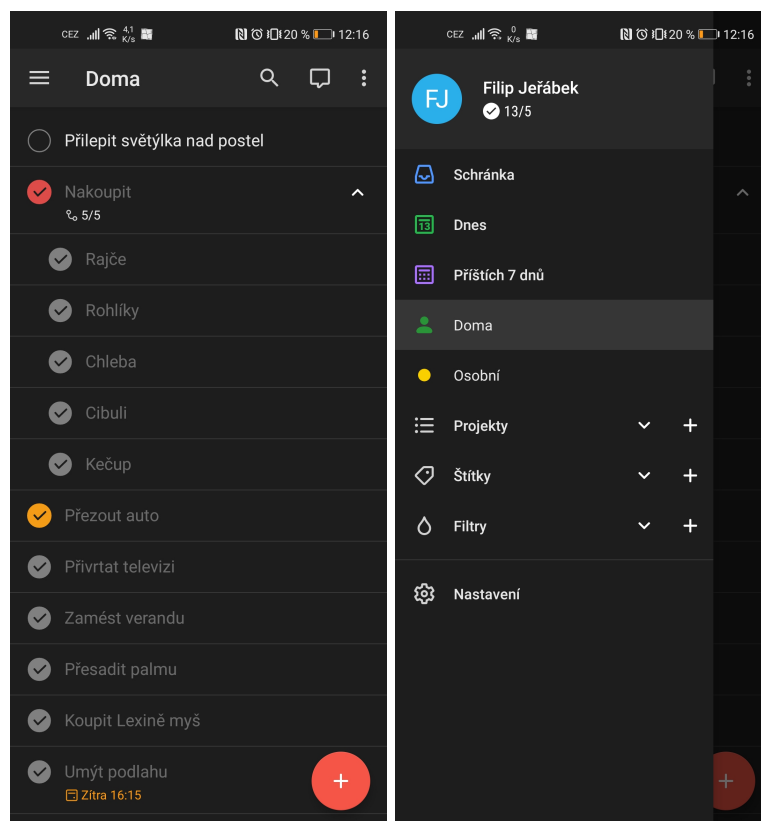 CEZ 4,1 K/s 20 % 12:16
Doma
Přilepit světýlka nad postel
Nakoupit
5/5
Rajče
Rohlíky
Chleba
Cibuli
Kečup
Přezout auto
Přivrtat televizi
Zamést verandu
Přesadit palmu
Koupit Lexině myš
Umýt podlahu
Zítra 16:15
CEZ 0 K/s 20 % 12:16
FJ
Filip Jeřábek
13/5
Schránka
13
Dnes
Příštích 7 dnů
Doma
Osobní
Projekty
Štítky
Filtry
Nastavení